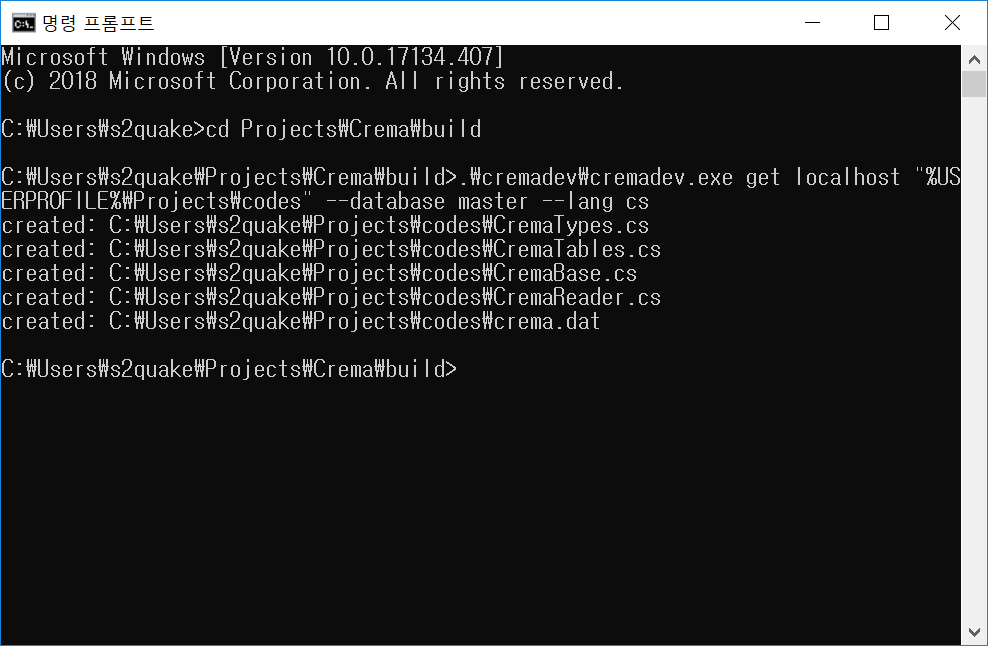 명령 프롬프트
Microsoft Windows [Version 10.0.17134.407]
(c) 2018 Microsoft Corporation. All rights reserved.
C:₩Users₩s2quake>cd Projects₩Crema₩build
C:₩Users₩s2quake₩Projects₩Crema₩build>.₩cremadev₩cremadev.exe get localhost "%US
ERPROFILE%₩Projects₩codes" --database master --lang cs
created: C:₩Users₩s2quake₩Projects₩codes₩CremaTypes.cs
created: C:₩Users₩s2quake₩Projects₩codes₩CremaTables.cs
created: C:₩Users₩s2quake₩Projects₩codes₩CremaBase.cs
created: C:₩Users₩s2quake₩Projects₩codes₩CremaReader.cs
created: C:₩Users₩s2quake₩Projects₩codes₩crema.dat
C:₩Users₩s2quake₩Projects₩Crema₩build>